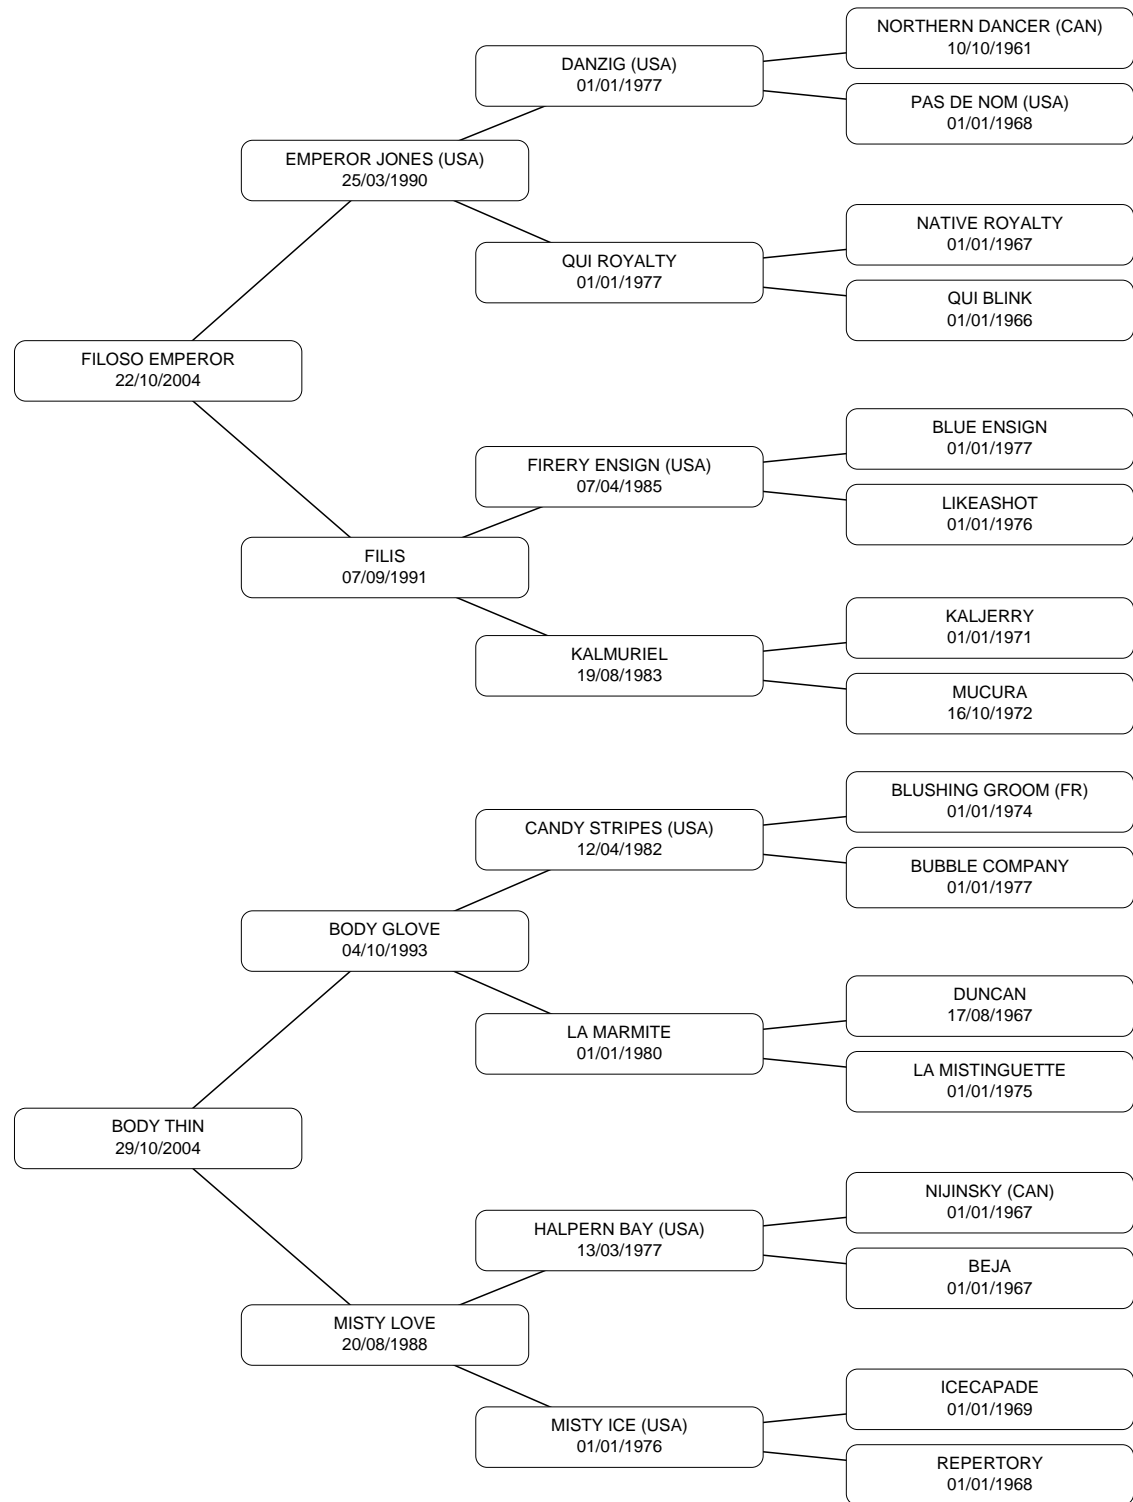 NORTHERN DANCER (CAN)
10/10/1961
DANZIG (USA)
01/01/1977
PAS DE NOM (USA)
01/01/1968
EMPEROR JONES (USA)
25/03/1990
NATIVE ROYALTY
01/01/1967
QUI ROYALTY
01/01/1977
QUI BLINK
01/01/1966
FILOSO EMPEROR
22/10/2004
BLUE ENSIGN
01/01/1977
FIRERY ENSIGN (USA)
07/04/1985
LIKEASHOT
01/01/1976
FILIS
07/09/1991
KALJERRY
01/01/1971
KALMURIEL
19/08/1983
MUCURA
16/10/1972
BLUSHING GROOM (FR)
01/01/1974
CANDY STRIPES (USA)
12/04/1982
BUBBLE COMPANY
01/01/1977
BODY GLOVE
04/10/1993
DUNCAN
17/08/1967
LA MARMITE
01/01/1980
LA MISTINGUETTE
01/01/1975
BODY THIN
29/10/2004
NIJINSKY (CAN)
01/01/1967
HALPERN BAY (USA)
13/03/1977
BEJA
01/01/1967
MISTY LOVE
20/08/1988
ICECAPADE
01/01/1969
MISTY ICE (USA)
01/01/1976
REPERTORY
01/01/1968